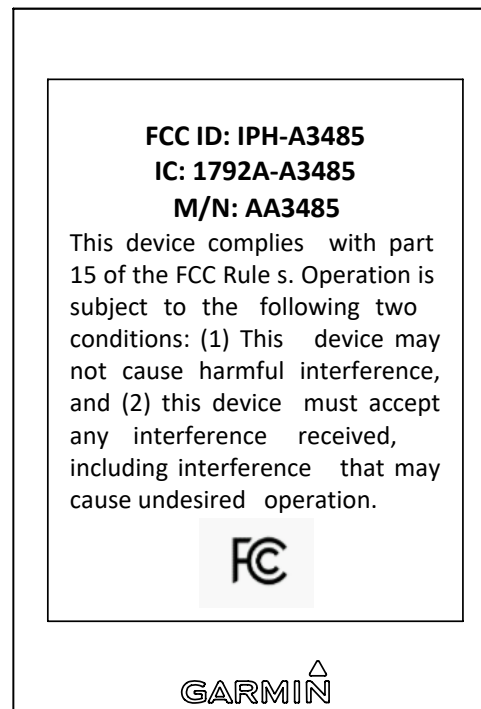 FCC ID: IPH-A3485
IC: 1792A-A3485
M/N: AA3485
This device complies with part
15 of the FCC Rule s. Operation is
subject to the following two
conditions: (1) This device may
not cause harmful interference,
and (2) this device must accept
any interference received,
including interference that may
cause undesired operation.
FC
GARMIN